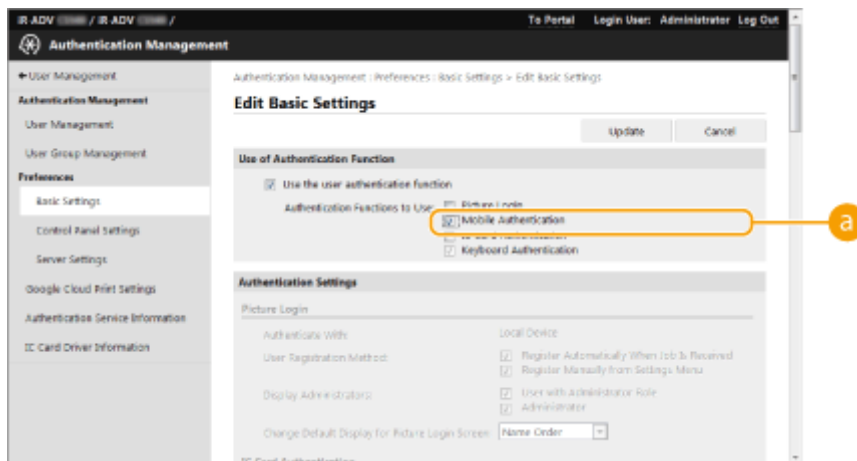 iR-ADV / iR-ADV /
To Portal Login User: Administrator Log Out
Authentication Management
User Management
Authentication Management
User Management
User Group Management
Preferences
Basic Settings
Control Panel Settings
Server Settings
Google Cloud Print Settings
Authentication Service Information
IC Card Driver Information
Authentication Management : Preferences : Basic Settings > Edit Basic Settings
Edit Basic Settings
Update Cancel
Use of Authentication Function
Use the user authentication function
Authentication Functions to Use: Picture Login
Mobile Authentication
a
IC Card Authentication
Keyboard Authentication
Authentication Settings
Picture Login
Authenticate With: Local Device
User Registration Method: Register Automatically When Job Is Received
Register Manually from Settings Menu
Display Administrators: User with Administrator Role
Administrator
Change Default Display for Picture Login Screen: Name Order